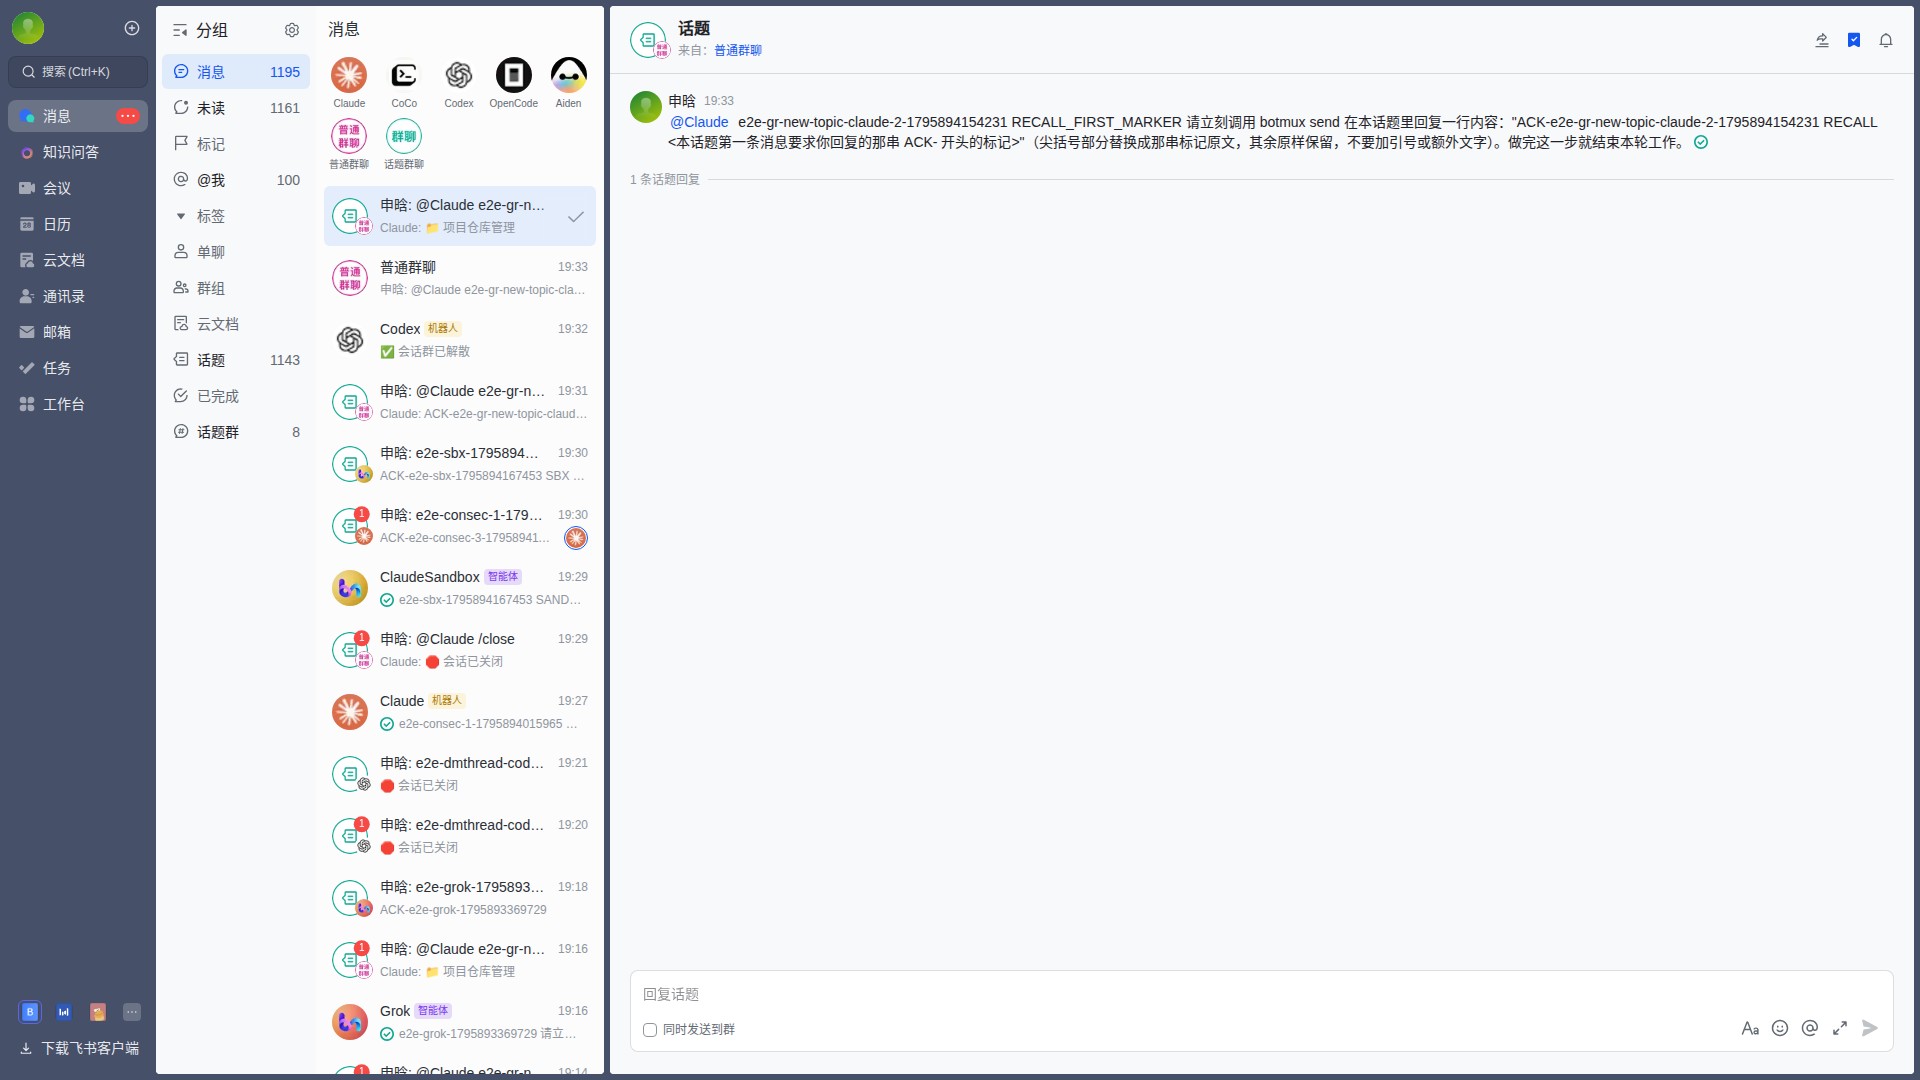 搜索 (Ctrl+K)
消息
知识问答
会议
日历
云文档
通讯录
邮箱
任务
工作台
下载飞书客户端
分组
消息 1195
未读 1161
标记
@我 100
标签
单聊
群组
云文档
话题 1143
已完成
话题群 8
消息
Claude
CoCo
Codex
OpenCode
Aiden
普通群聊
普通群聊
群聊
话题群聊
申晗: @Claude e2e-gr-n…
Claude: 📁 项目仓库管理
普通群聊 19:33
申晗: @Claude e2e-gr-new-topic-cla…
Codex 机器人 19:32
✅ 会话群已解散
申晗: @Claude e2e-gr-n… 19:31
Claude: ACK-e2e-gr-new-topic-claud…
申晗: e2e-sbx-1795894… 19:30
ACK-e2e-sbx-1795894167453 SBX …
1
申晗: e2e-consec-1-179… 19:30
ACK-e2e-consec-3-17958941…
ClaudeSandbox 智能体 19:29
e2e-sbx-1795894167453 SAND…
1
申晗: @Claude /close 19:29
Claude: 🛑 会话已关闭
Claude 机器人 19:27
e2e-consec-1-1795894015965 …
申晗: e2e-dmthread-cod… 19:21
🛑 会话已关闭
1
申晗: e2e-dmthread-cod… 19:20
🛑 会话已关闭
申晗: e2e-grok-1795893… 19:18
ACK-e2e-grok-1795893369729
1
申晗: @Claude e2e-gr-n… 19:16
Claude: 📁 项目仓库管理
Grok 智能体 19:16
e2e-grok-1795893369729 请立…
1
申晗: @Claude e2e-gr-n… 19:14
话题
来自：普通群聊
申晗 19:33
@Claude e2e-gr-new-topic-claude-2-1795894154231 RECALL_FIRST_MARKER 请立刻调用 botmux send 在本话题里回复一行内容："ACK-e2e-gr-new-topic-claude-2-1795894154231 RECALL
<本话题第一条消息要求你回复的那串 ACK- 开头的标记>"（尖括号部分替换成那串标记原文，其余原样保留，不要加引号或额外文字）。做完这一步就结束本轮工作。
1 条话题回复
回复话题
同时发送到群